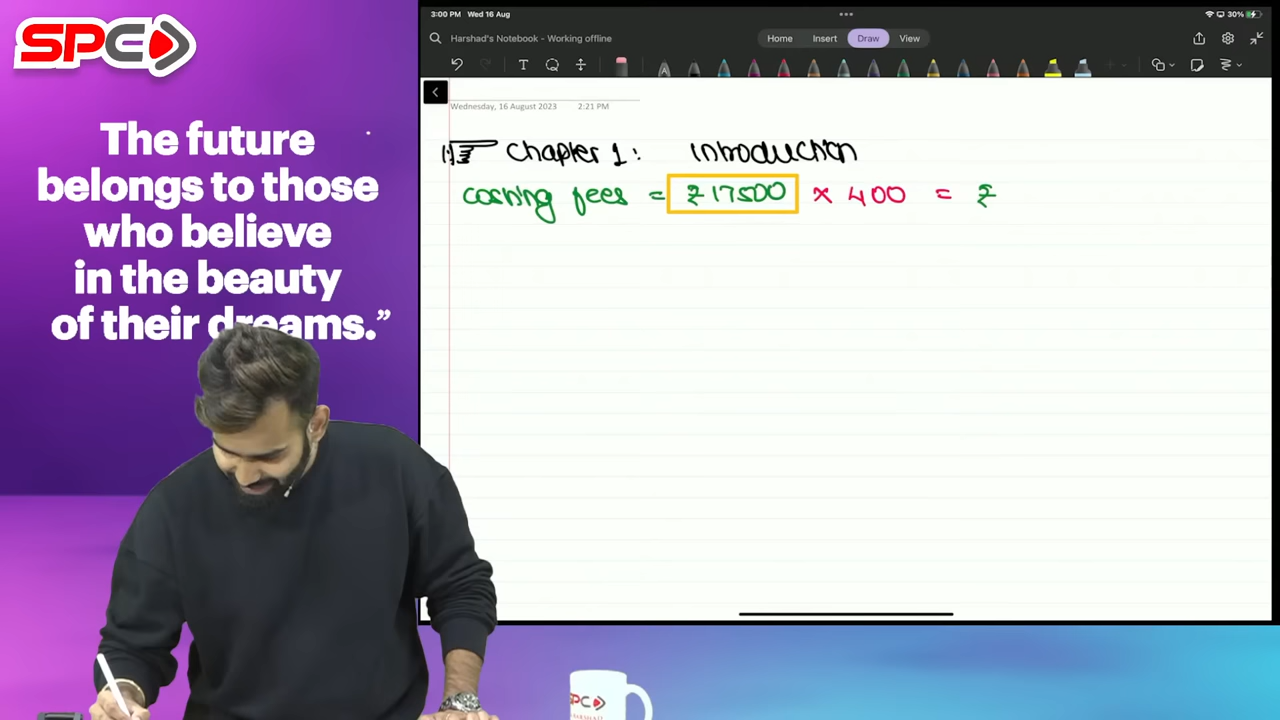 SPC
The future
belongs to those
who believe
in the beauty
of their dreams.”
3:00 PM Wed 16 Aug
30%
Harshad's Notebook - Working offline
Home Insert Draw View
T
A
Wednesday, 16 August 2023 2:21 PM
1) Chapter 1: Introduction
coshing fees = ₹17500 × 400 = ₹
SPC